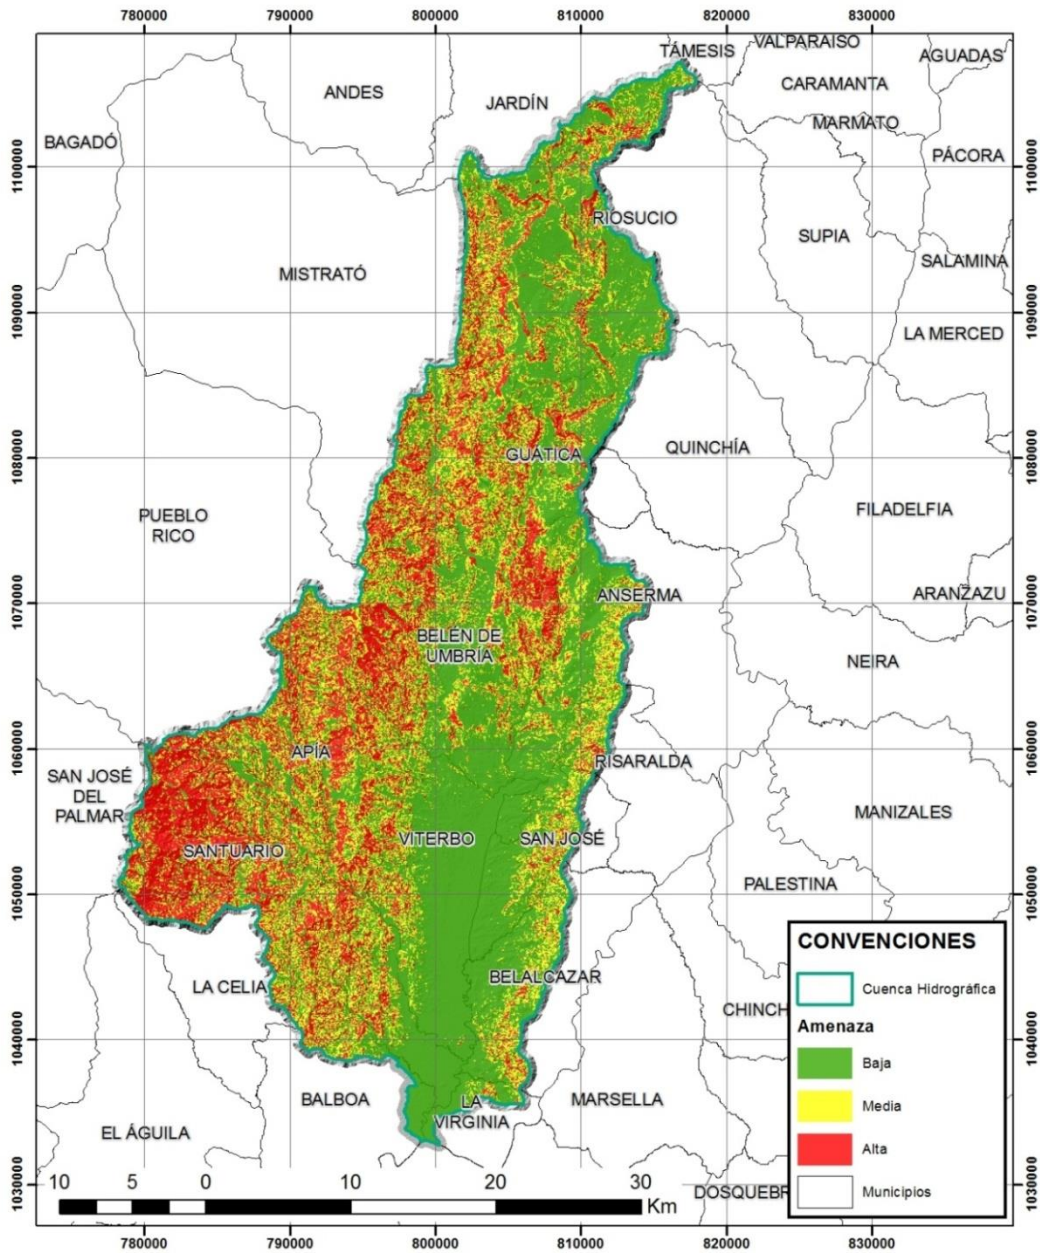 780000 790000 800000 810000 820000 830000
TÁMESIS
VALPARAISO
AGUADAS
ANDES
CARAMANTA
JARDÍN
MARMATO
BAGADÓ
PÁCORA
1100000 1100000
RIOSUCIO
SUPIA
SALAMINA
MISTRATÓ
1090000 1090000
LA MERCED
QUINCHÍA
GUÁTICA
1080000 1080000
FILADELFIA
PUEBLO
RICO
ARANZAZU
ANSERMA
1070000 1070000
BELÉN DE
UMBRÍA
NEIRA
APÍA
1060000 1060000
RISARALDA
SAN JOSÉ
DEL
PALMAR
MANIZALES
VITERBO
SAN JOSÉ
SANTUARIO
PALESTINA
1050000 1050000
CONVENCIONES
BELALCAZAR
LA CELIA
Cuenca Hidrográfica
CHINCH
Amenaza
1040000 1040000
Baja
BALBOA
MARSELLA
LA
VIRGINIA
Media
EL ÁGUILA
Alta
1030000 1030000
10 5 0 10 20 30
Km
DOSQUEBR
Municipios
780000 790000 800000 810000 820000 830000